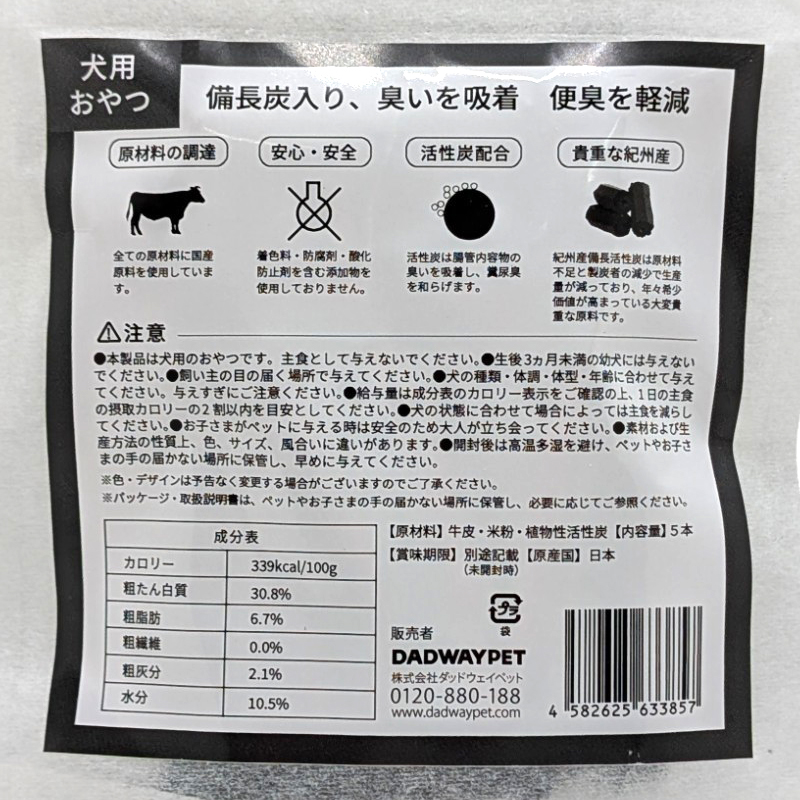 犬用
おやつ
備長炭入り、臭いを吸着　便臭を軽減
原材料の調達
安心・安全
活性炭配合
貴重な紀州産
全ての原材料に国産
原料を使用していま
す。
着色料・防腐剤・酸化
防止剤を含む添加物を
使用しておりません。
活性炭は腸管内容物の
臭いを吸着し、糞尿臭
を和らげます。
紀州産備長活性炭は原材料
不足と製炭者の減少で生産
量が減っており、年々希少
価値が高まっている大変貴
重な原料です。
⚠注意
●本製品は犬用のおやつです。主食として与えないでください。●生後3ヵ月未満の幼犬には与えない
でください。●飼い主の目の届く場所で与えてください。●犬の種類・体調・体型・年齢に合わせて与え
てください。与えすぎにご注意ください。●給与量は成分表のカロリー表示をご確認の上、1日の主食
の摂取カロリーの2割以内を目安としてください。●犬の状態に合わせて場合によっては主食を減らし
てください。●お子さまがペットに与える時は安全のため大人が立ち会ってください。●素材および生
産方法の性質上、色、サイズ、風合いに違いがあります。●開封後は高温多湿を避け、ペットやお子さ
まの手の届かない場所に保管し、早めに与えてください。
※色・デザインは予告なく変更する場合がございますのでご了承ください。
※パッケージ・取扱説明書は、ペットやお子さまの手の届かない場所に保管し、必要に応じてご参照ください。
成分表
カロリー 339kcal/100g
粗たん白質 30.8%
粗脂肪 6.7%
粗繊維 0.0%
粗灰分 2.1%
水分 10.5%
【原材料】牛皮・米粉・植物性活性炭【内容量】5本
【賞味期限】別途記載【原産国】日本
(未開封時)
プラ
袋
販売者
DADWAYPET
株式会社ダッドウェイペット
0120-880-188
www.dadwaypet.com
4 582625 633857